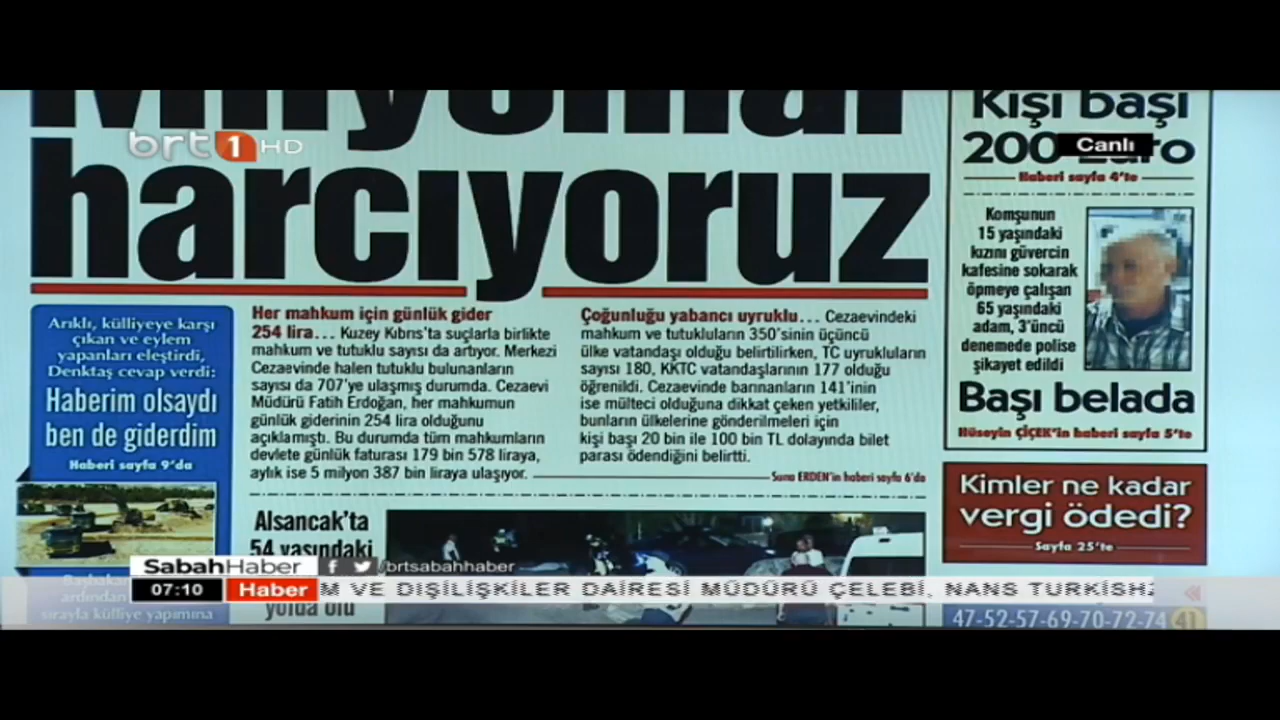 Milyonlar
harcıyoruz
brt 1 HD
Canlı
Kişi başı
200 Euro
Haberi sayfa 4'te
Komşunun
15 yaşındaki
kızını güvercin
kafesine sokarak
öpmeye çalışan
65 yaşındaki
adam, 3'üncü
denemede polise
şikayet edildi
Başı belada
Hüseyin ÇİÇEK'in haberi sayfa 5'te
Arıklı, külliyeye karşı
çıkan ve eylem
yapanları eleştirdi,
Denktaş cevap verdi:
Haberim olsaydı
ben de giderdim
Haberi sayfa 9'da
Her mahkum için günlük gider
254 lira... Kuzey Kıbrıs'ta suçlarla birlikte
mahkum ve tutuklu sayısı da artıyor. Merkezi
Cezaevinde halen tutuklu bulunanların
sayısı da 707'ye ulaşmış durumda. Cezaevi
Müdürü Fatih Erdoğan, her mahkumun
günlük giderinin 254 lira olduğunu
açıklamıştı. Bu durumda tüm mahkumların
devlete günlük faturası 179 bin 578 liraya,
aylık ise 5 milyon 387 bin liraya ulaşıyor.
Çoğunluğu yabancı uyruklu... Cezaevindeki
mahkum ve tutukluların 350'sinin üçüncü
ülke vatandaşı olduğu belirtilirken, TC uyrukluların
sayısı 180, KKTC vatandaşlarının 177 olduğu
öğrenildi. Cezaevinde barınanların 141'inin
ise mülteci olduğuna dikkat çeken yetkililer,
bunların ülkelerine gönderilmeleri için
kişi başı 20 bin ile 100 bin TL dolayında bilet
parası ödendiğini belirtti.
Suna ERDEN'in haberi sayfa 6'da
Kimler ne kadar
vergi ödedi?
Sayfa 25'te
Alsancak'ta
54 yaşındaki
yolda öldü
sırayla külliye yapımına
SabahHaber
/brtsabahhaber
07:10 Haber M VE DIŞİLİŞKİLER DAİRESİ MÜDÜRÜ ÇELEBİ, NANS TURKISH
47-52-57-69-70-72-74 41